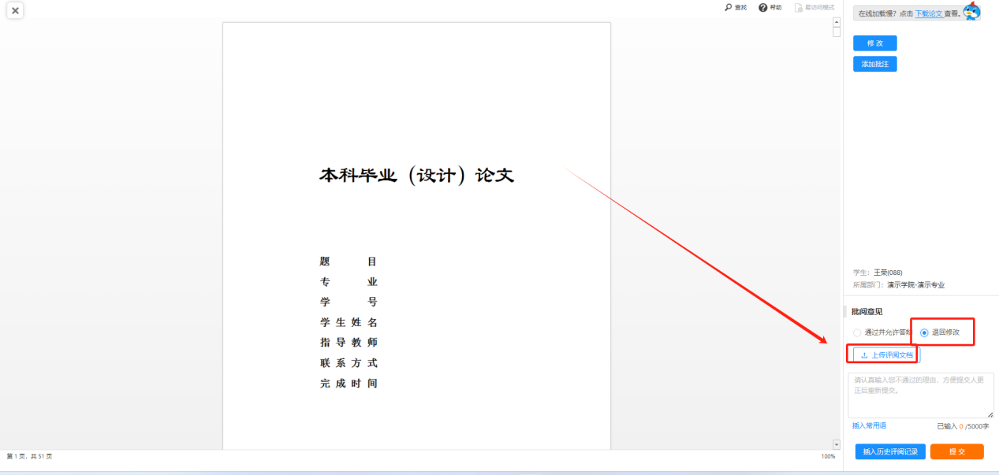 查找 帮助 易访问模式
在线加载慢？点击 下载论文 查看。
修 改
添加批注
本科毕业（设计）论文
题 目
专 业
学 号
学 生 姓 名
指 导 教 师
联 系 方 式
完 成 时 间
学生： 王荣(088)
所属部门： 演示学院-演示专业
批阅意见
通过并允许答辩 退回修改
上传评阅文档
请认真输入您不通过的理由，方便提交人更
正后重新提交。
插入常用语 已输入 0 /5000字
插入历史评阅记录 提 交
第 1 页，共 51 页 100%